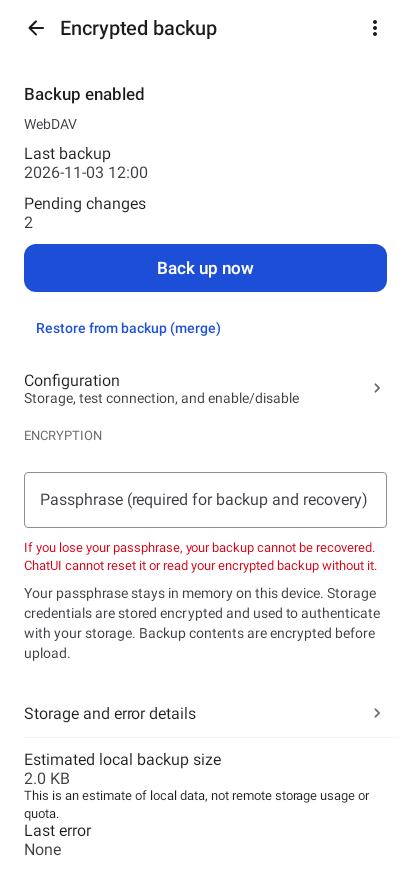 Encrypted backup
Backup enabled
WebDAV
Last backup
2026-11-03 12:00
Pending changes
2
Back up now
Restore from backup (merge)
Configuration
Storage, test connection, and enable/disable
ENCRYPTION
Passphrase (required for backup and recovery)
If you lose your passphrase, your backup cannot be recovered.
ChatUI cannot reset it or read your encrypted backup without it.
Your passphrase stays in memory on this device. Storage
credentials are stored encrypted and used to authenticate
with your storage. Backup contents are encrypted before
upload.
Storage and error details
Estimated local backup size
2.0 KB
This is an estimate of local data, not remote storage usage or
quota.
Last error
None